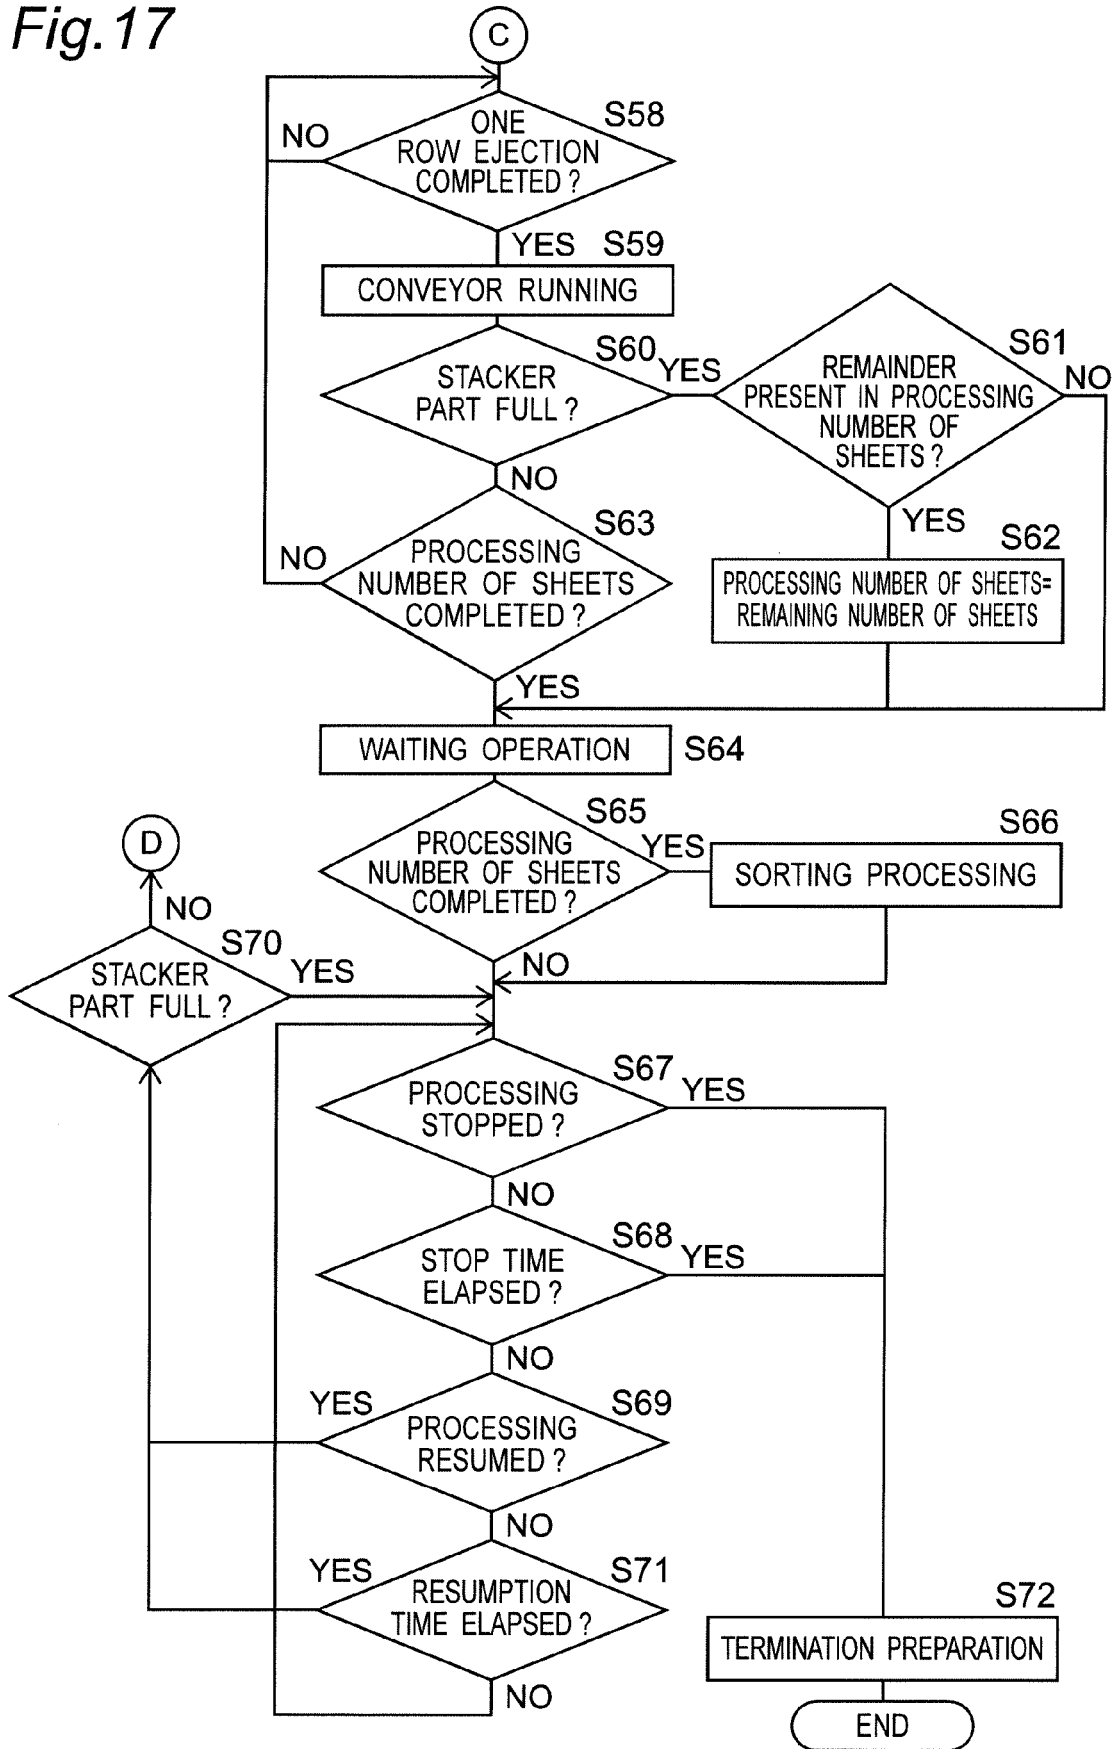 Fig.17
C
S58
ONE
ROW EJECTION
COMPLETED ?
NO
YES
S59
CONVEYOR RUNNING
S60
STACKER
PART FULL ?
YES
S61
REMAINDER
PRESENT IN PROCESSING
NUMBER OF
SHEETS ?
NO
NO
YES
S62
PROCESSING NUMBER OF SHEETS=
REMAINING NUMBER OF SHEETS
S63
PROCESSING
NUMBER OF SHEETS
COMPLETED ?
NO
YES
WAITING OPERATION
S64
S65
PROCESSING
NUMBER OF SHEETS
COMPLETED ?
YES
S66
SORTING PROCESSING
NO
D
NO
S70
STACKER
PART FULL ?
YES
S67
PROCESSING
STOPPED ?
YES
NO
S68
STOP TIME
ELAPSED ?
YES
NO
S69
PROCESSING
RESUMED ?
YES
NO
S71
RESUMPTION
TIME ELAPSED ?
YES
NO
S72
TERMINATION PREPARATION
END